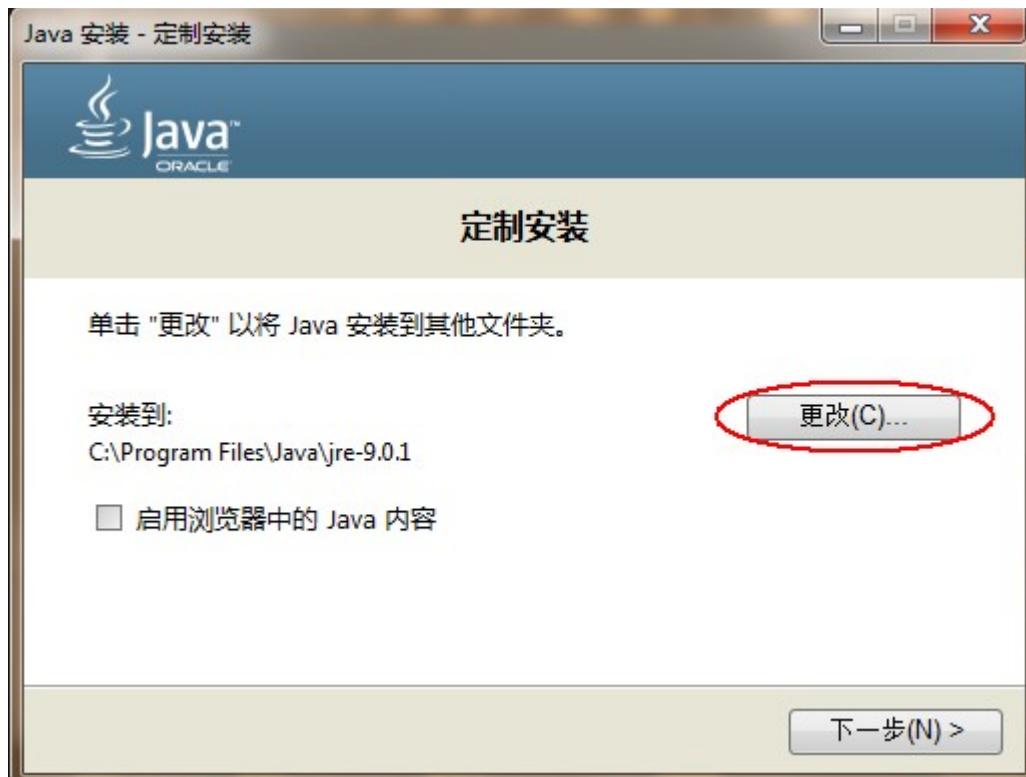 Java 安装 - 定制安装
Java™
ORACLE
定制安装
单击 "更改" 以将 Java 安装到其他文件夹。
安装到:
更改(C)...
C:\Program Files\Java\jre-9.0.1
启用浏览器中的 Java 内容
下一步(N) >